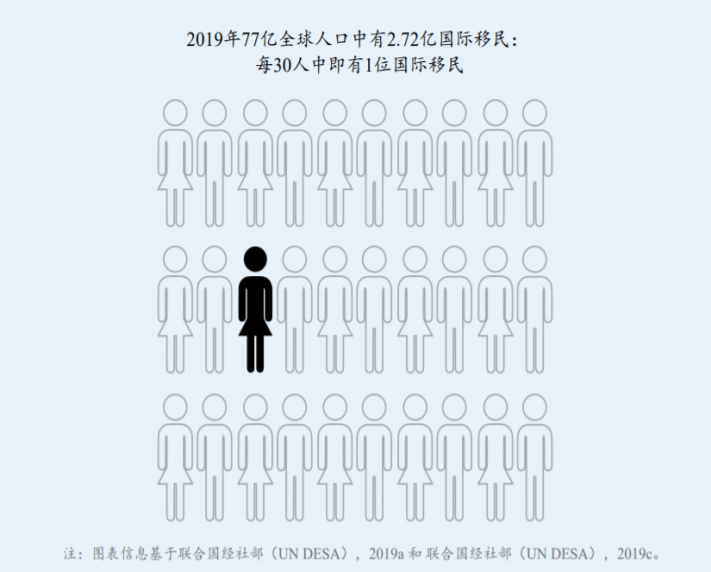 2019年77亿全球人口中有2.72亿国际移民：
每30人中即有1位国际移民
注：图表信息基于联合国经社部（UN DESA），2019a 和 联合国经社部（UN DESA），2019c。